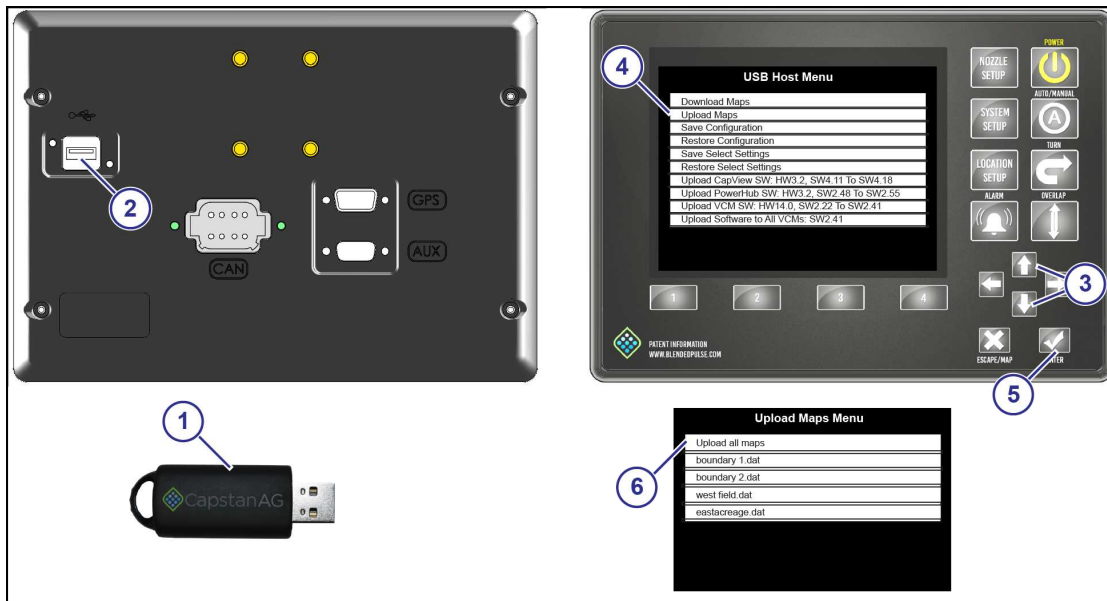 2
GPS
AUX
CAN
1
CapstanAG
4
USB Host Menu
Download Maps
Upload Maps
Save Configuration
Restore Configuration
Save Select Settings
Restore Select Settings
Upload CapView SW: HW3.2, SW4.11 To SW4.18
Upload PowerHub SW: HW3.2, SW2.48 To SW2.55
Upload VCM SW: HW14.0, SW2.22 To SW2.41
Upload Software to All VCMs: SW2.41
1
2
3
4
PATENT INFORMATION
WWW.BLENDEDPULSE.COM
POWER
NOZZLE
SETUP
AUTO/MANUAL
SYSTEM
SETUP
A
TURN
LOCATION
SETUP
ALARM
OVERLAP
3
ESCAPE/MAP
5
Upload Maps Menu
6
Upload all maps
boundary 1.dat
boundary 2.dat
west field.dat
eastacreage.dat